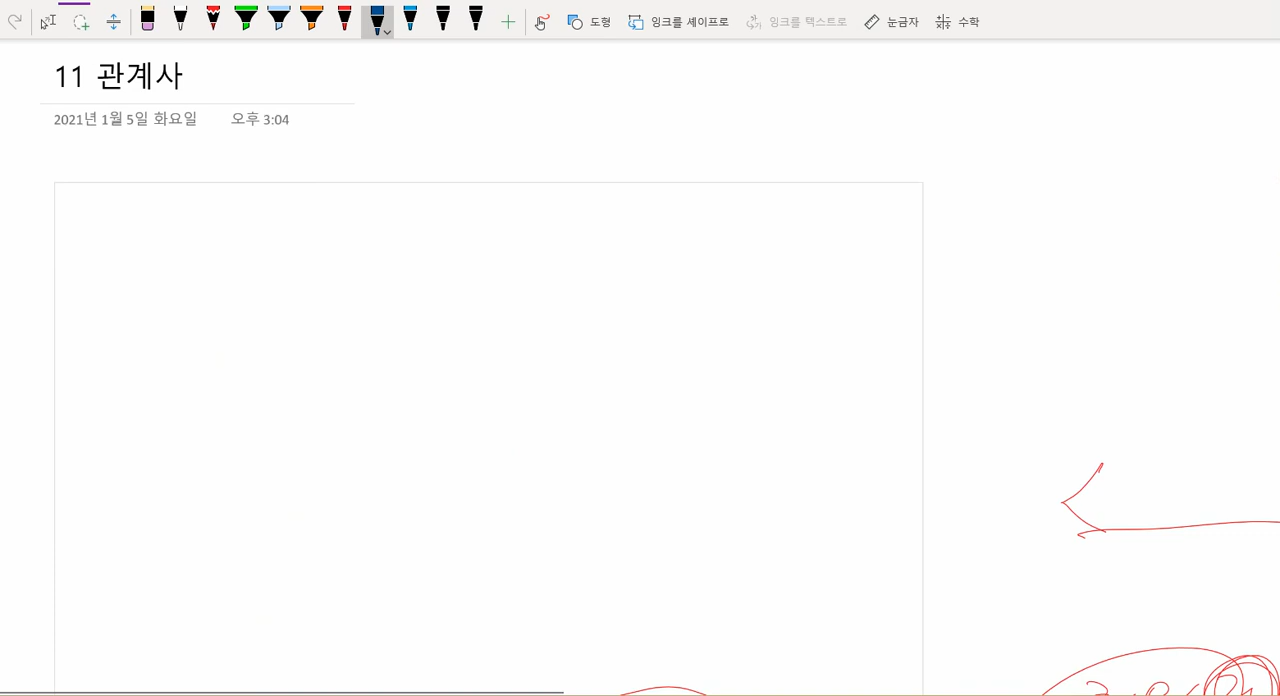 도형 잉크를 셰이프로 잉크를 텍스트로 눈금자 수학
11 관계사
2021년 1월 5일 화요일 오후 3:04